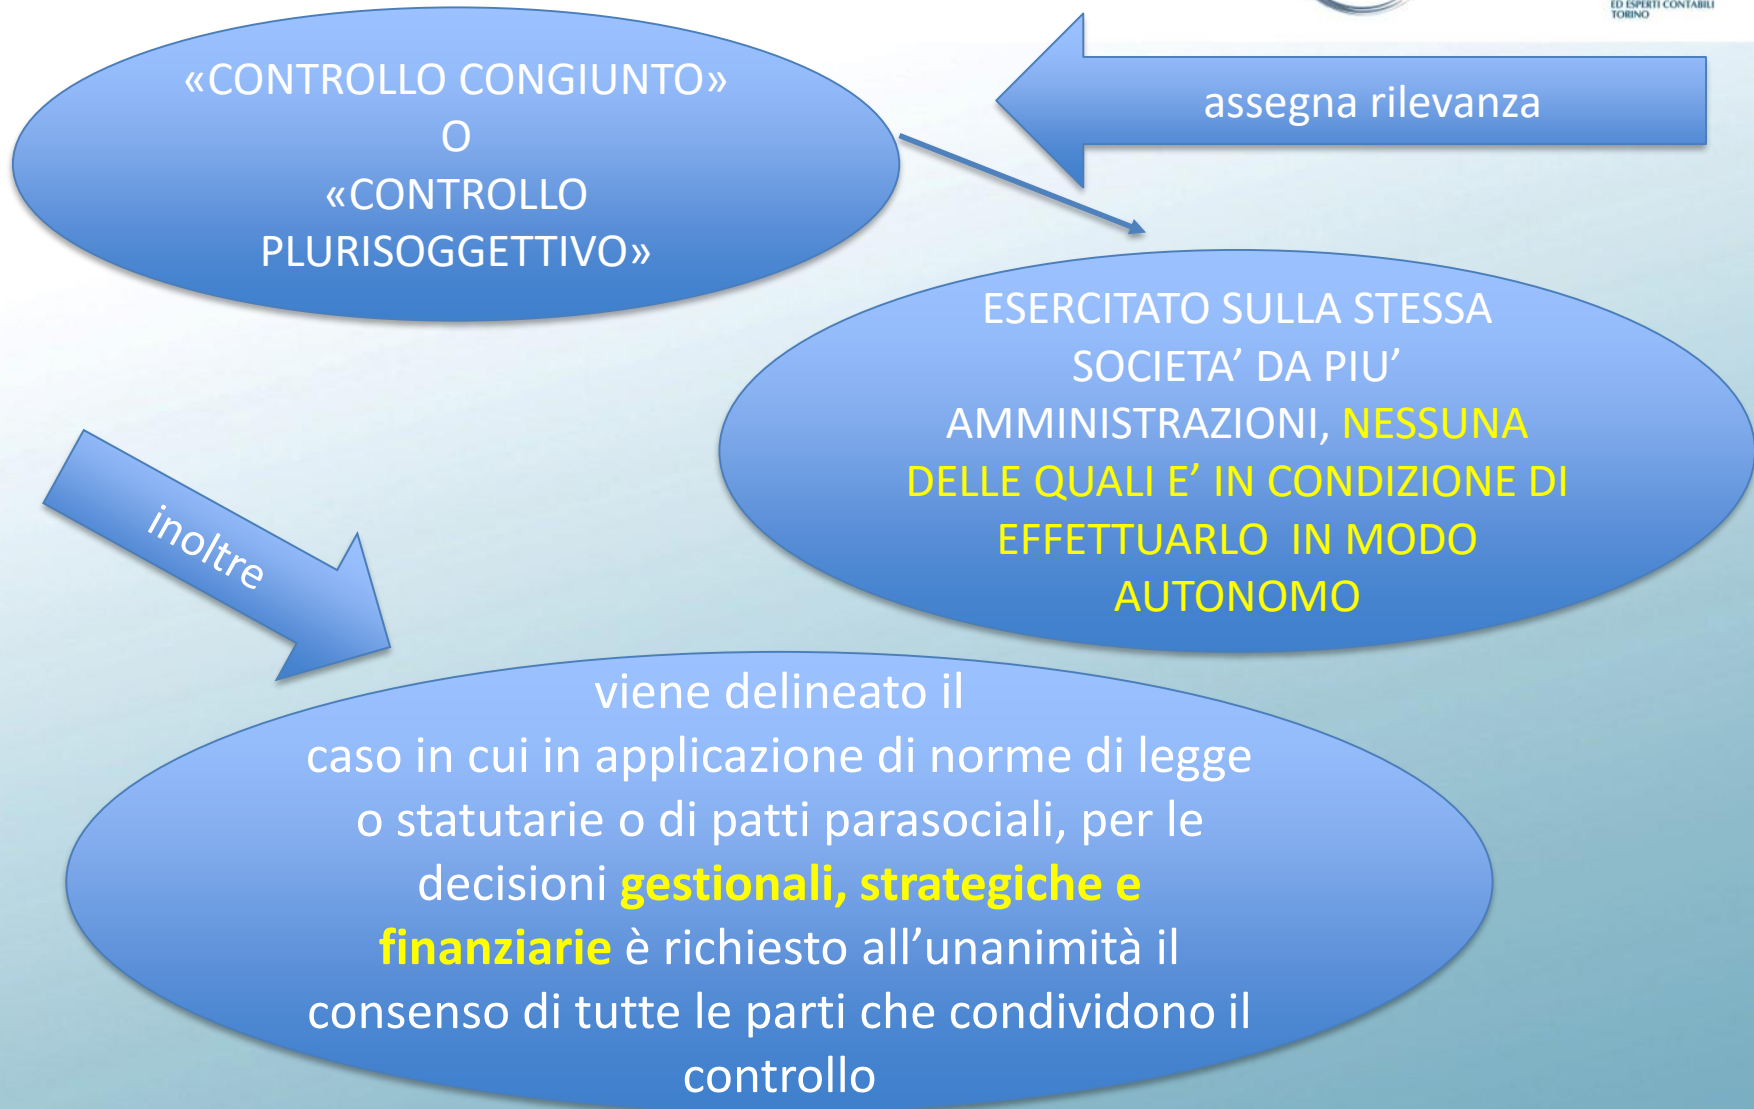 ED ESPERTI CONTABILI
TORINO
«CONTROLLO CONGIUNTO»
O
«CONTROLLO
PLURISOGGETTIVO»
assegna rilevanza
ESERCITATO SULLA STESSA
SOCIETA’ DA PIU’
AMMINISTRAZIONI, NESSUNA
DELLE QUALI E’ IN CONDIZIONE DI
EFFETTUARLO IN MODO
AUTONOMO
inoltre
viene delineato il
caso in cui in applicazione di norme di legge
o statutarie o di patti parasociali, per le
decisioni gestionali, strategiche e
finanziarie è richiesto all’unanimità il
consenso di tutte le parti che condividono il
controllo